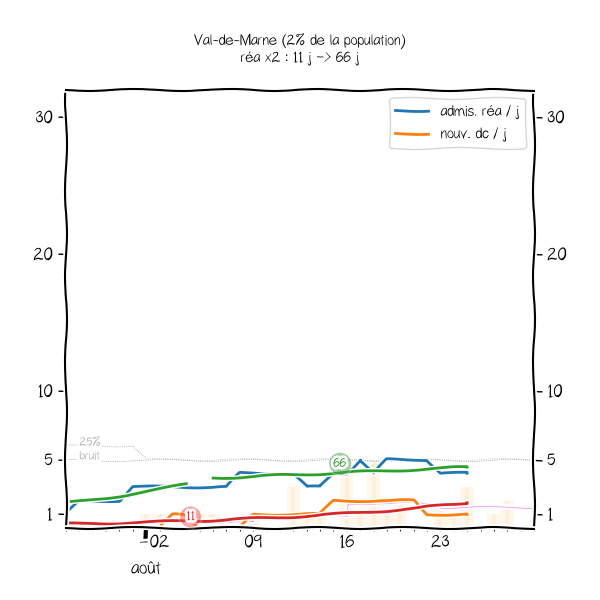 Val-de-Marne (2% de la population)
réa x2 : 11 j -> 66 j
admis. réa / j
nouv. dc / j
30 30
20 20
10 10
25%
bruit
5 5
66
1 1
11
02 09 16 23
août